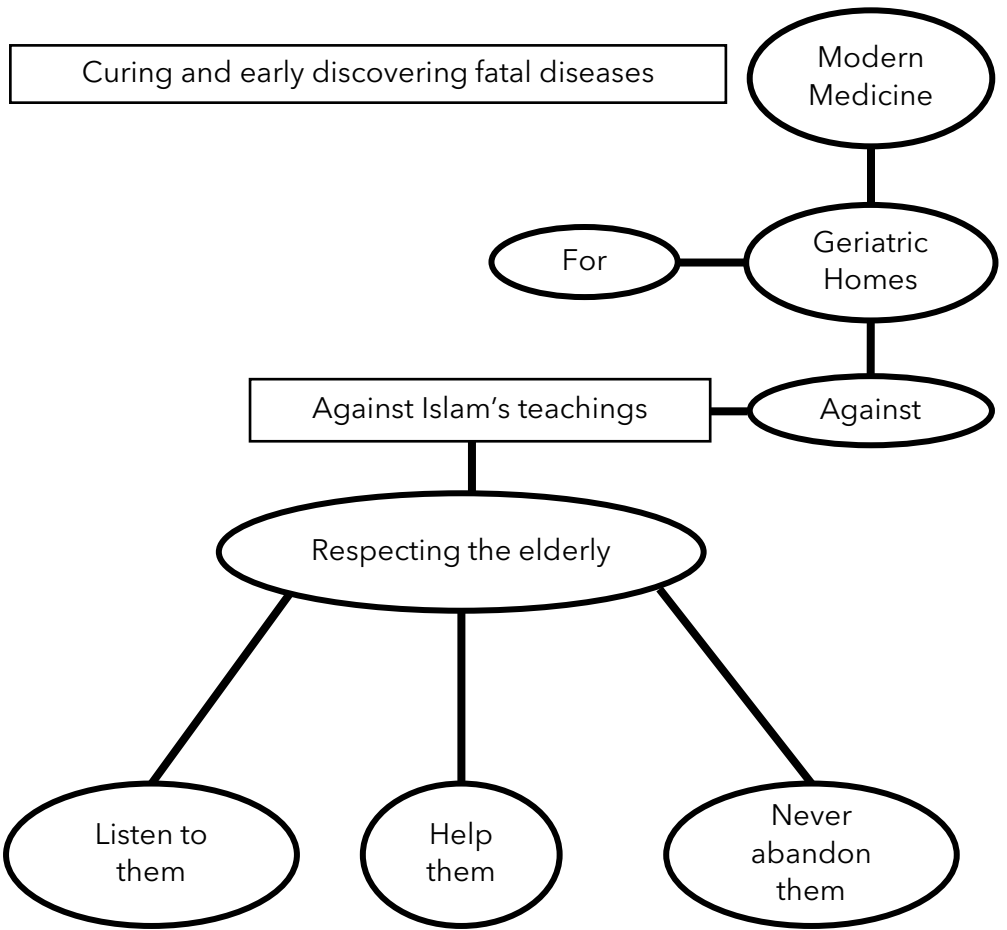 Curing and early discovering fatal diseases
Modern
Medicine
For
Geriatric
Homes
Against Islam's teachings
Against
Respecting the elderly
Listen to
them
Help
them
Never
abandon
them